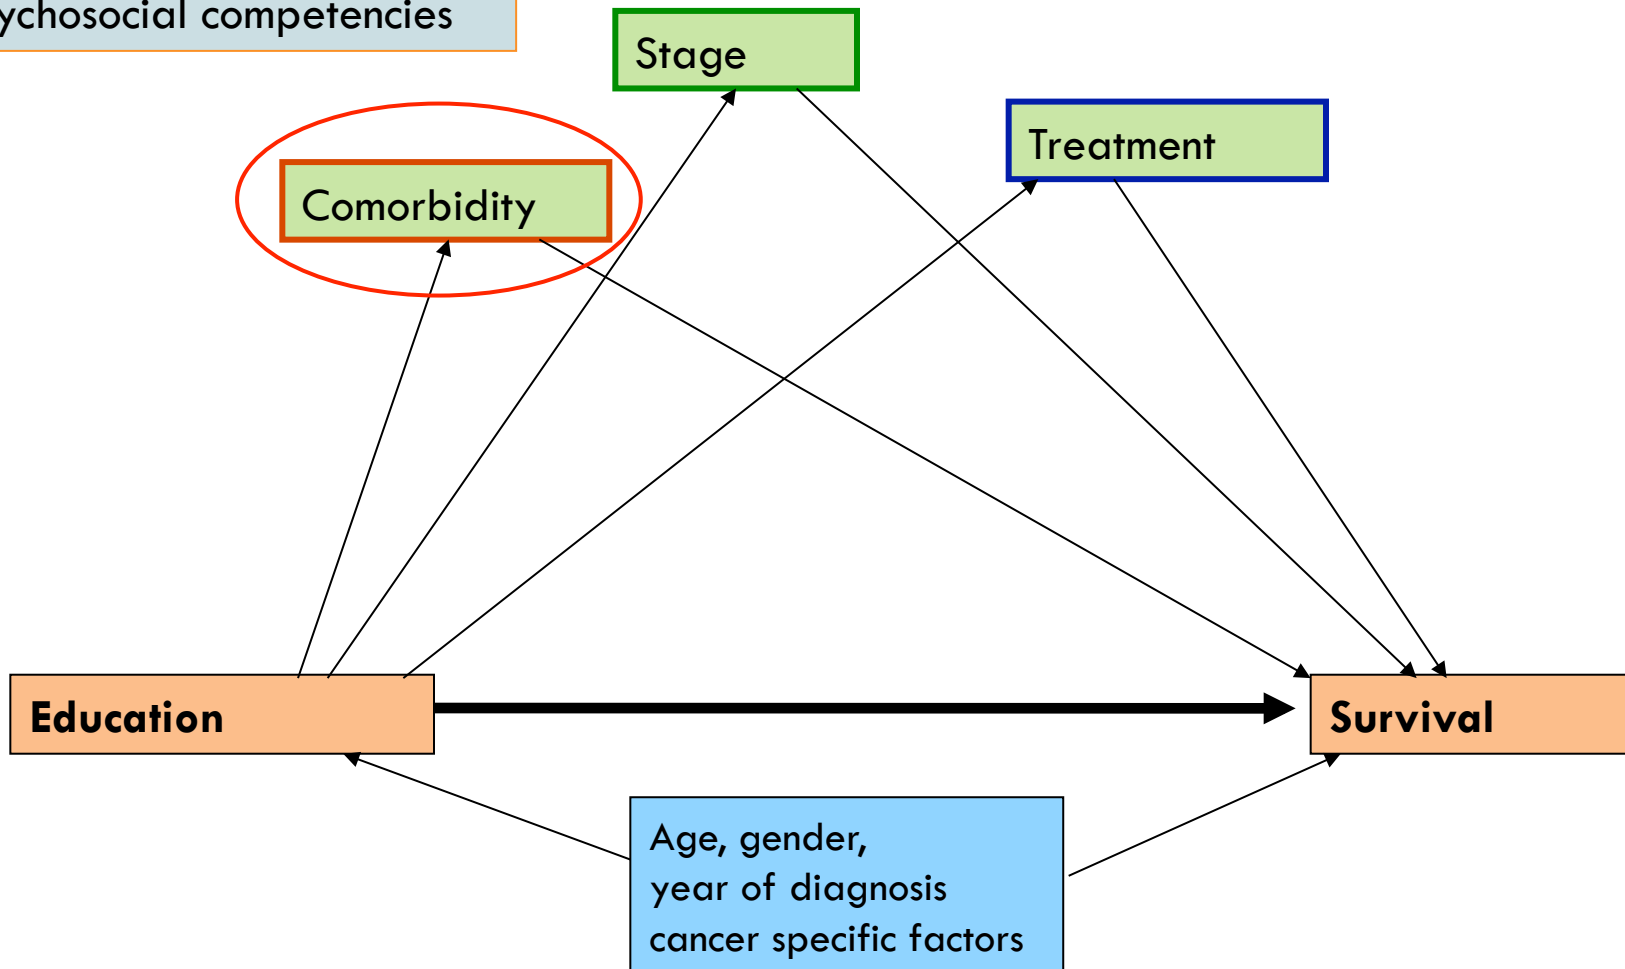 ychosocial competencies
Stage
Treatment
Comorbidity
Education
Survival
Age, gender,
year of diagnosis
cancer specific factors